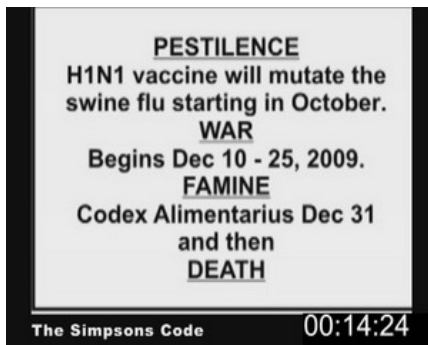 PESTILENCE
H1N1 vaccine will mutate the
swine flu starting in October.
WAR
Begins Dec 10 - 25, 2009.
FAMINE
Codex Alimentarius Dec 31
and then
DEATH
The Simpsons Code
00:14:24